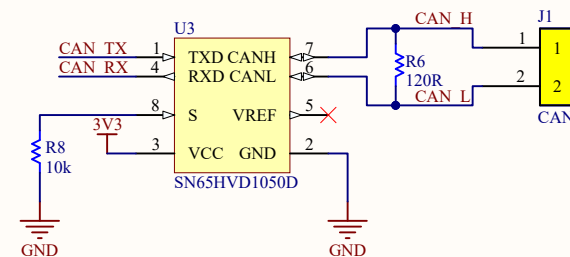 U3
CAN_H
J1
CAN_TX 1 TXD CANH 7
1 1
CAN_RX 4 RXD CANL 6
R6
120R
2 2
CAN_L
8 S VREF 5
CAN
3V3
R8
10k
3 VCC GND 2
SN65HVD1050D
GND
GND